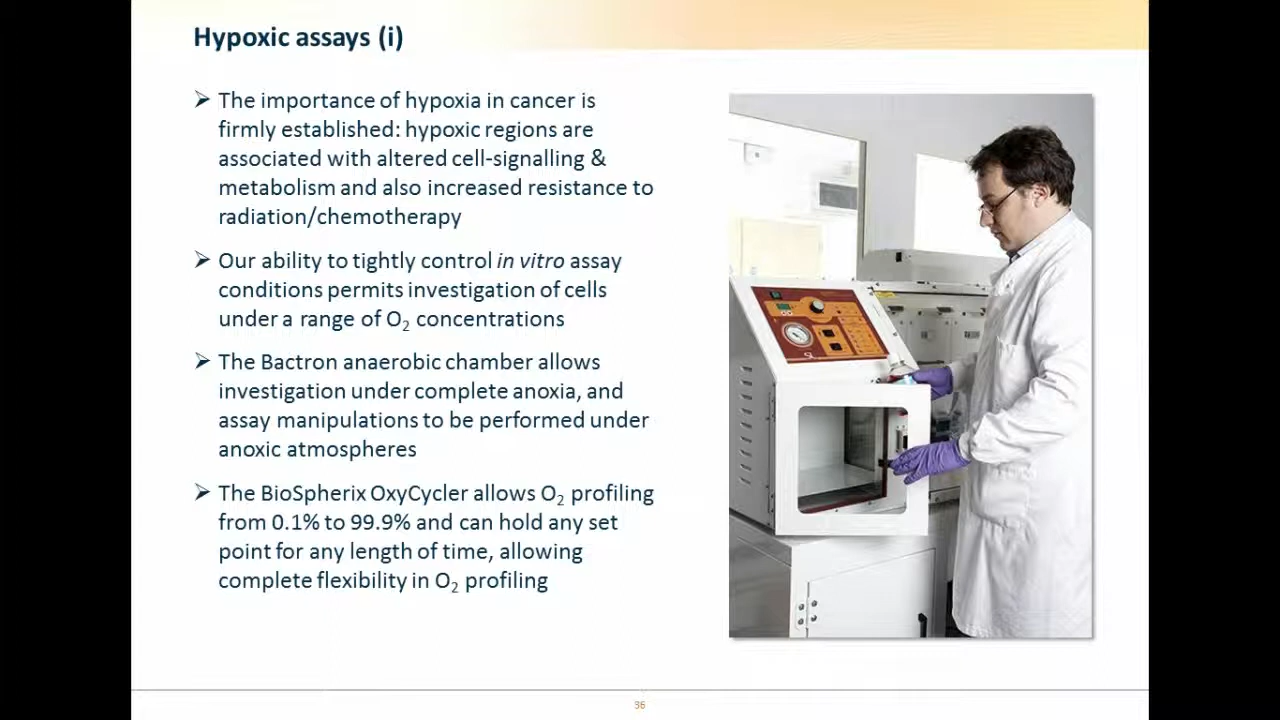 Hypoxic assays (i)
➢ The importance of hypoxia in cancer is
firmly established: hypoxic regions are
associated with altered cell-signalling &
metabolism and also increased resistance to
radiation/chemotherapy
➢ Our ability to tightly control in vitro assay
conditions permits investigation of cells
under a range of O₂ concentrations
➢ The Bactron anaerobic chamber allows
investigation under complete anoxia, and
assay manipulations to be performed under
anoxic atmospheres
➢ The BioSpherix OxyCycler allows O₂ profiling
from 0.1% to 99.9% and can hold any set
point for any length of time, allowing
complete flexibility in O₂ profiling
36